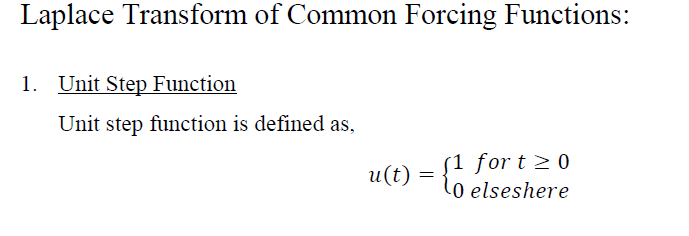 Laplace Transform of Common Forcing Functions:
1. Unit Step Function
Unit step function is defined as,
u(t) = {1 for t ≥ 0
0 elseshere